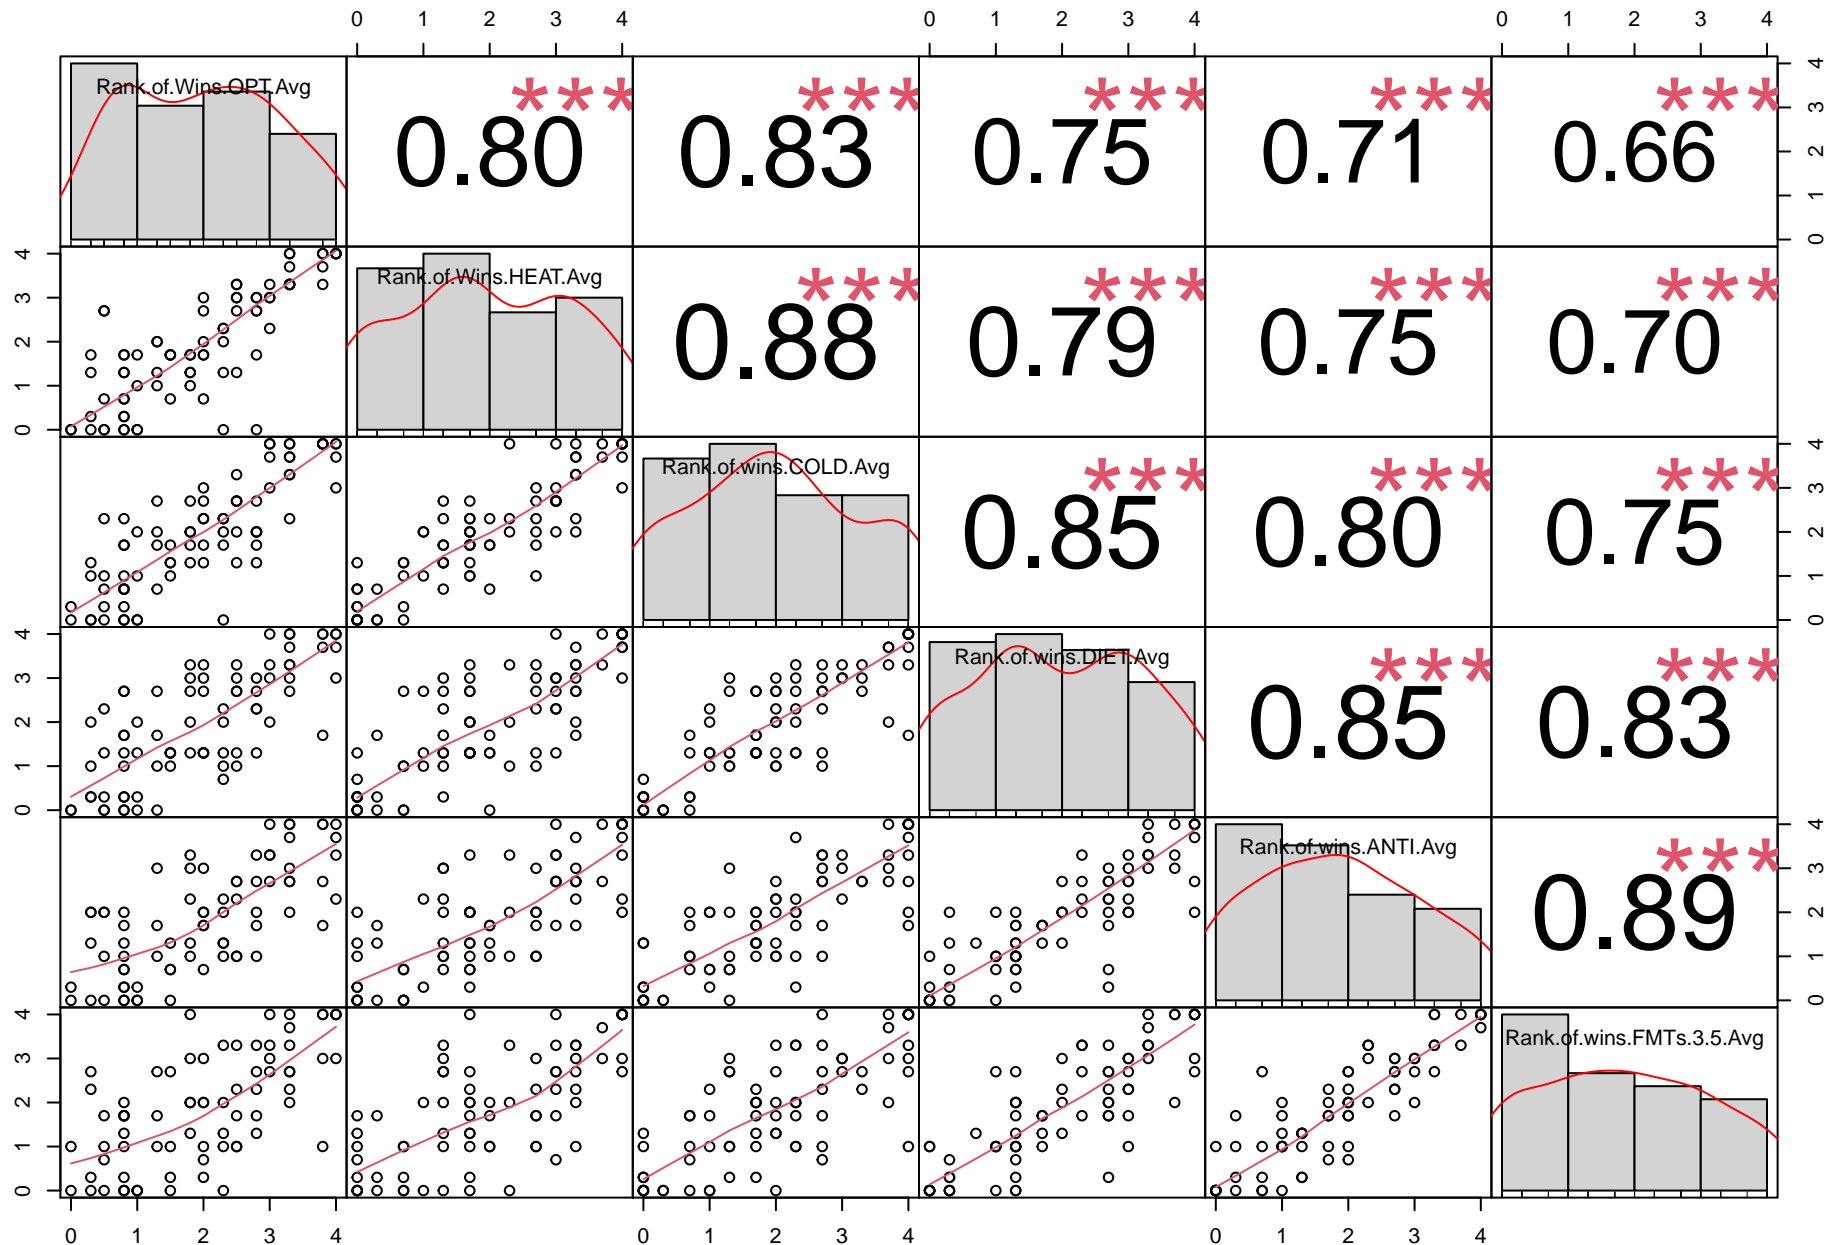 0 1 2 3 4 0 1 2 3 4 0 1 2 3 4
Rank.of.Wins.OPT.Avg 0.80 *** 0.83 *** 0.75 *** 0.71 *** 0.66 *** 0 1 2 3 4
0 1 2 3 4 Rank.of.Wins.HEAT.Avg 0.88 *** 0.79 *** 0.75 *** 0.70 ***
Rank.of.wins.COLD.Avg 0.85 *** 0.80 *** 0.75 *** 0 1 2 3 4
0 1 2 3 4 Rank.of.wins.DIET.Avg 0.85 *** 0.83 ***
Rank.of.wins.ANTI.Avg 0.89 *** 0 1 2 3 4
0 1 2 3 4 Rank.of.wins.FMTs.3.5.Avg
0 1 2 3 4 0 1 2 3 4 0 1 2 3 4